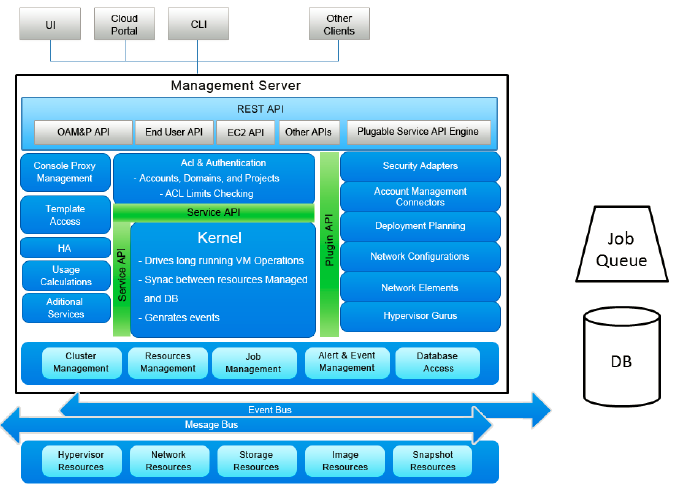 UI
Cloud
Portal
CLI
Other
Clients
Management Server
REST API
OAM&P API
End User API
EC2 API
Other APIs
Plugable Service API Engine
Console Proxy
Management
Template
Access
HA
Usage
Calculations
Aditional
Services
Acl & Authentication
- Accounts, Domains, and Projects
- ACL Limits Checking
Service API
Service API
Kernel
- Drives long running VM Operations
- Synac between resources Managed
and DB
- Genrates events
Plugin API
Security Adapters
Account Management
Connectors
Deployment Planning
Network Configurations
Network Elements
Hypervisor Gurus
Job
Queue
DB
Cluster
Management
Resources
Management
Job
Management
Alert & Event
Management
Database
Access
Event Bus
Mesage Bus
Hypervisor
Resources
Network
Resources
Storage
Resources
Image
Resources
Snapshot
Resources